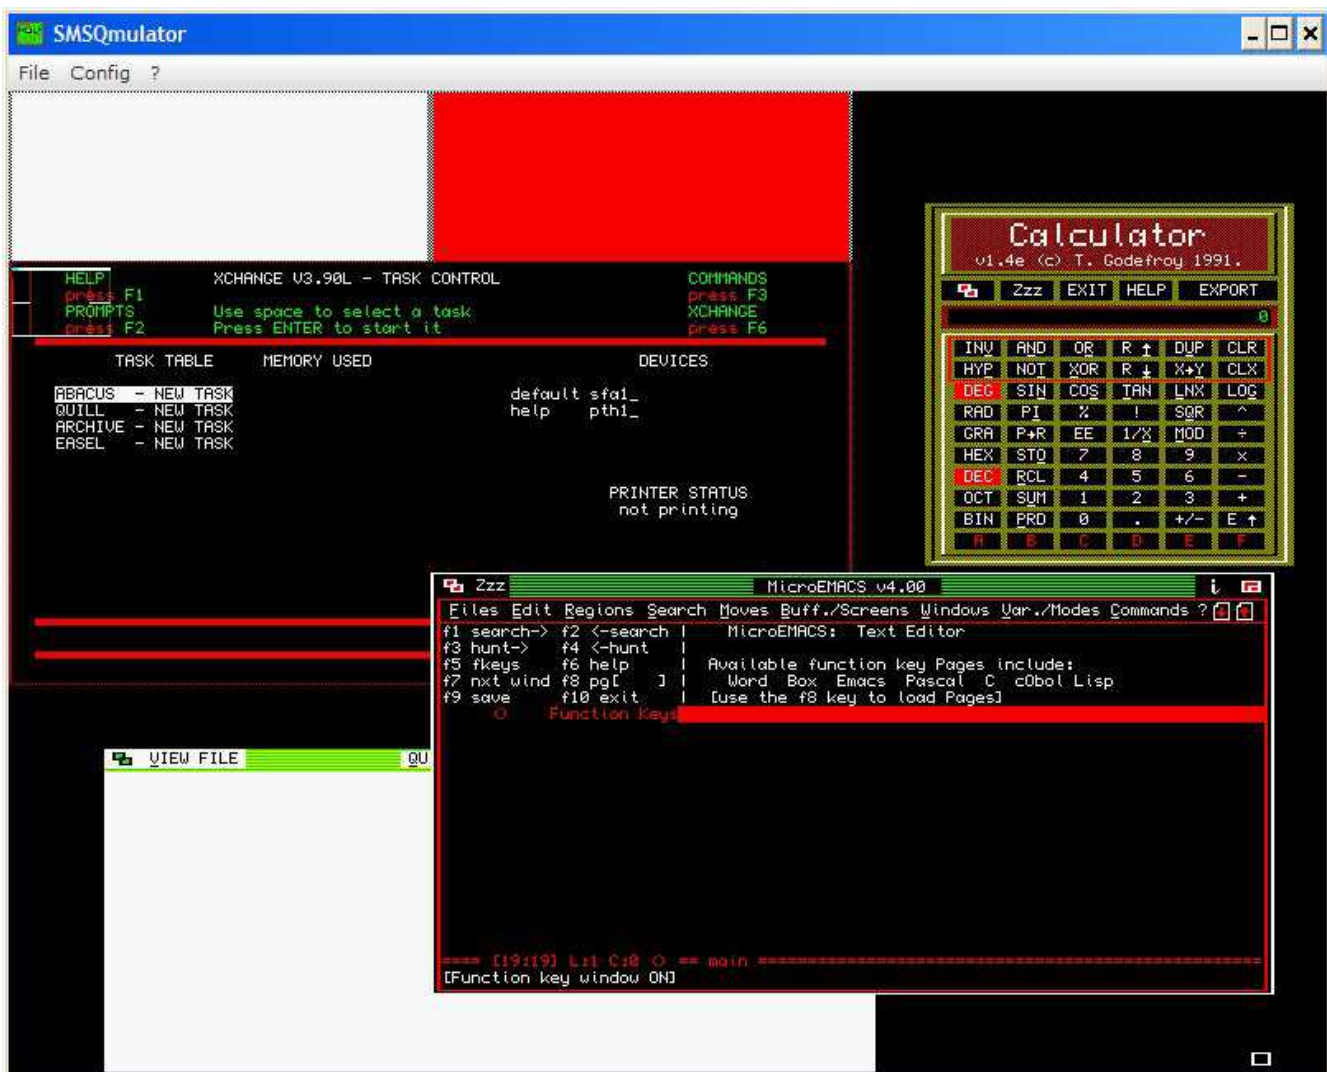 SMSQmulator
File Config ?
HELP XCHANGE V3.90L - TASK CONTROL COMMANDS
press F1 press F3
PROMPTS Use space to select a task XCHANGE
press F2 Press ENTER to start it press F6
TASK TABLE MEMORY USED DEVICES
ABACUS - NEW TASK default sfa1_
QUILL - NEW TASK help pth1_
ARCHIVE - NEW TASK
EASEL - NEW TASK
PRINTER STATUS
not printing
Calculator
v1.4e (c) T. Godefroy 1991.
Zzz EXIT HELP EXPORT
0
INV AND OR R ↑ DUP CLR
HYP NOT XOR R ↓ X→Y CLX
DEG SIN COS TAN LNX LOG
RAD PI % ! SQR ^
GRA P→R EE 1/X MOD ÷
HEX STO 7 8 9 ×
DEC RCL 4 5 6 -
OCT SUM 1 2 3 +
BIN PRD 0 . +/- E ↑
A B C D E F
Zzz MicroEMACS v4.00 i
Files Edit Regions Search Moves Buff./Screens Windows Var./Modes Commands ?
f1 search-> f2 <-search | MicroEMACS: Text Editor
f3 hunt-> f4 <-hunt |
f5 fkeys f6 help | Available function key Pages include:
f7 nxt wind f8 pg[ ] | Word Box Emacs Pascal C cObol Lisp
f9 save f10 exit | [use the f8 key to load Pages]
Function Keys
==== [19:19] L:1 C:0 O == main ====
[Function key window ON]
VIEW FILE QU